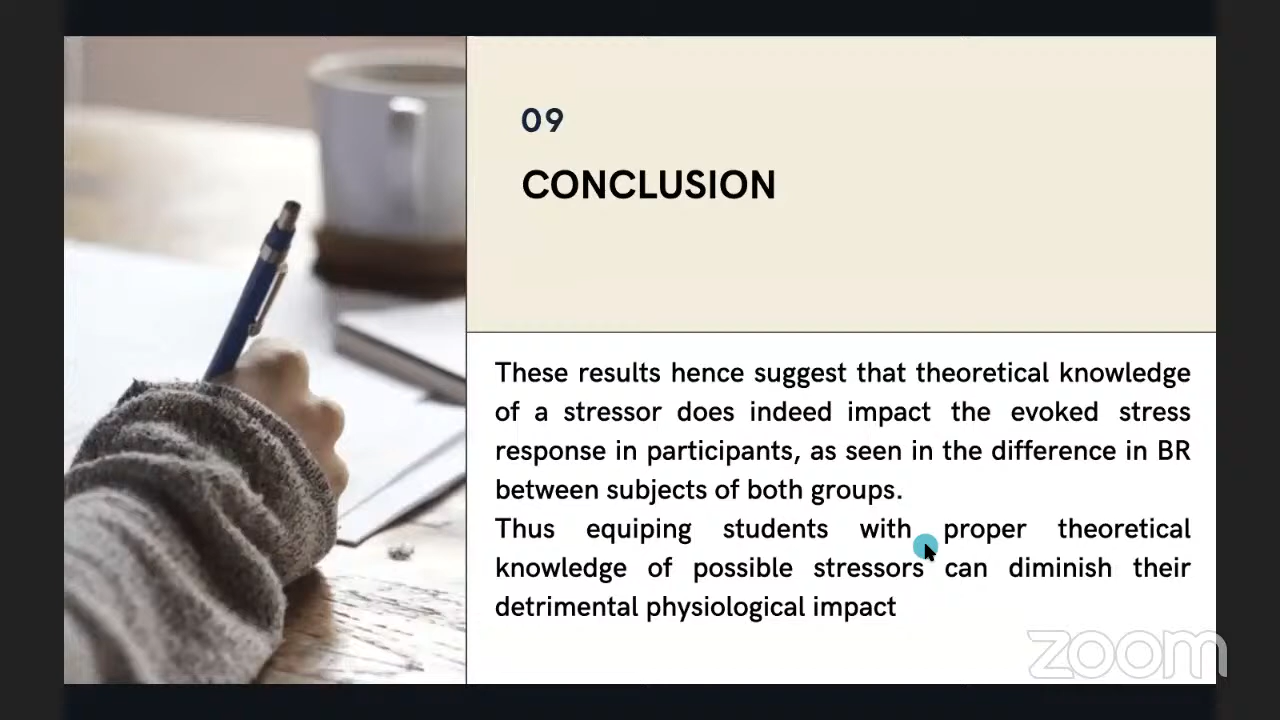 09
CONCLUSION
These results hence suggest that theoretical knowledge
of a stressor does indeed impact the evoked stress
response in participants, as seen in the difference in BR
between subjects of both groups.
Thus equiping students with proper theoretical
knowledge of possible stressors can diminish their
detrimental physiological impact
zoom